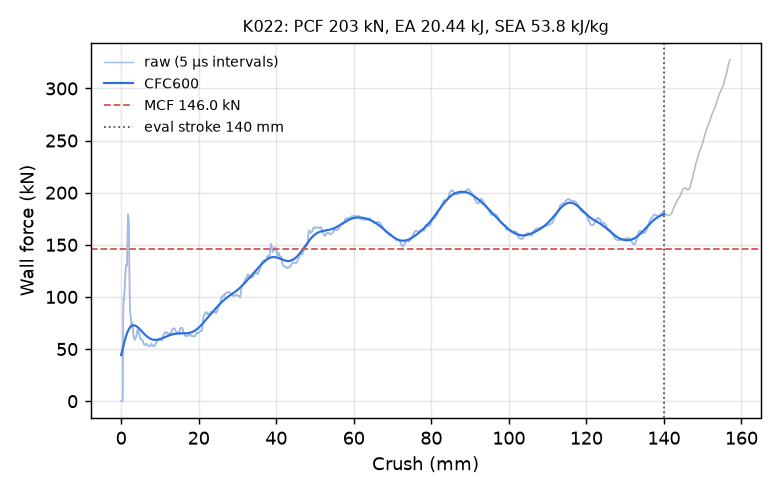 K022: PCF 203 kN, EA 20.44 kJ, SEA 53.8 kJ/kg
raw (5 µs intervals)
CFC600
MCF 146.0 kN
eval stroke 140 mm
300
250
200
150
100
50
0
Wall force (kN)
0 20 40 60 80 100 120 140 160
Crush (mm)